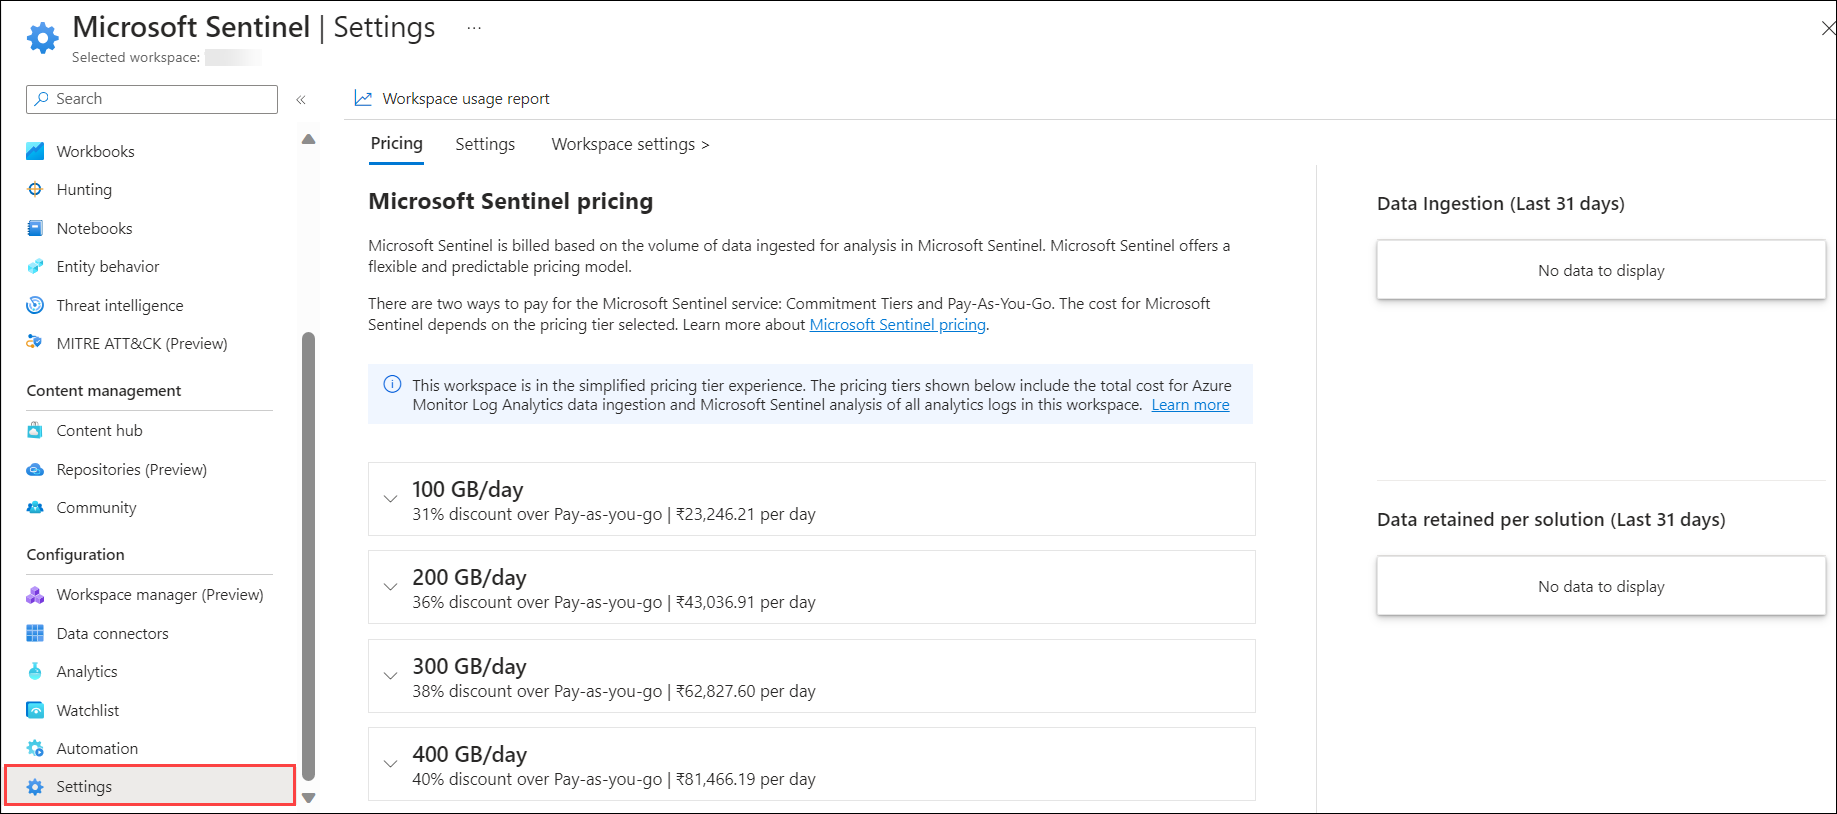 Microsoft Sentinel | Settings ...
Selected workspace:
Search «
Workbooks
Hunting
Notebooks
Entity behavior
Threat intelligence
MITRE ATT&CK (Preview)
Content management
Content hub
Repositories (Preview)
Community
Configuration
Workspace manager (Preview)
Data connectors
Analytics
Watchlist
Automation
Settings
Workspace usage report
Pricing Settings Workspace settings >
Microsoft Sentinel pricing
Microsoft Sentinel is billed based on the volume of data ingested for analysis in Microsoft Sentinel. Microsoft Sentinel offers a
flexible and predictable pricing model.
There are two ways to pay for the Microsoft Sentinel service: Commitment Tiers and Pay-As-You-Go. The cost for Microsoft
Sentinel depends on the pricing tier selected. Learn more about Microsoft Sentinel pricing.
This workspace is in the simplified pricing tier experience. The pricing tiers shown below include the total cost for Azure
Monitor Log Analytics data ingestion and Microsoft Sentinel analysis of all analytics logs in this workspace. Learn more
100 GB/day
31% discount over Pay-as-you-go | ₹23,246.21 per day
200 GB/day
36% discount over Pay-as-you-go | ₹43,036.91 per day
300 GB/day
38% discount over Pay-as-you-go | ₹62,827.60 per day
400 GB/day
40% discount over Pay-as-you-go | ₹81,466.19 per day
Data Ingestion (Last 31 days)
No data to display
Data retained per solution (Last 31 days)
No data to display